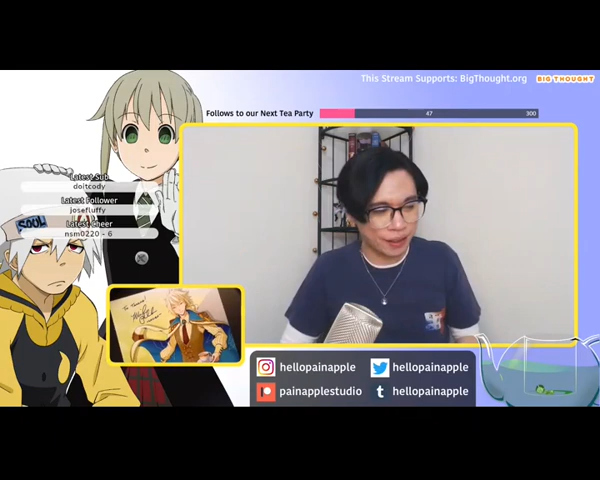 This Stream Supports: BigThought.org
BIG THOUGHT
Follows to our Next Tea Party
47
300
Latest Sub
doitcody
Latest Follower
josefluffy
Latest Cheer
nsm0220 - 6
SOUL
hellopainapple
hellopainapple
painapplestudio
hellopainapple